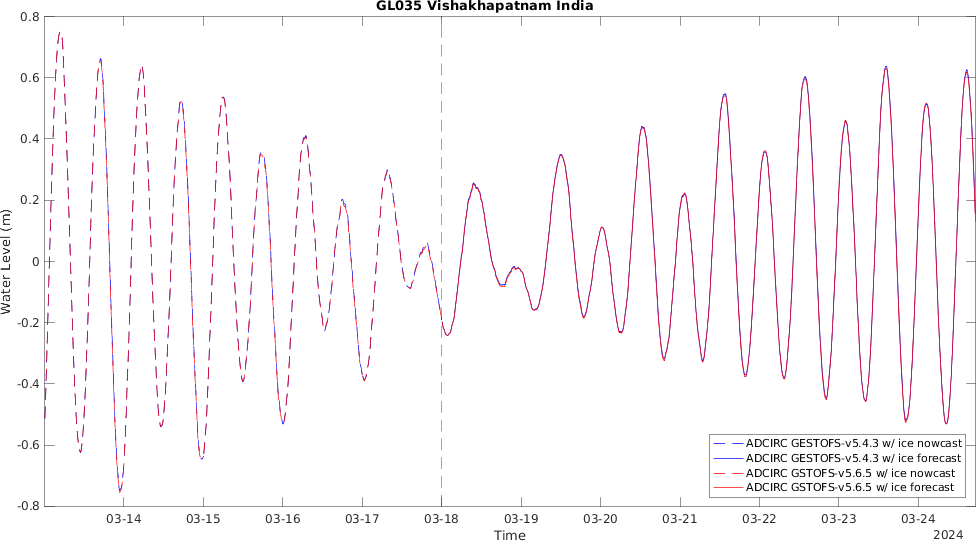 GL035 Vishakhapatnam India
Water Level (m)
0.8
0.6
0.4
0.2
0
-0.2
-0.4
-0.6
-0.8
ADCIRC GESTOFS-v5.4.3 w/ ice nowcast
ADCIRC GESTOFS-v5.4.3 w/ ice forecast
ADCIRC GSTOFS-v5.6.5 w/ ice nowcast
ADCIRC GSTOFS-v5.6.5 w/ ice forecast
03-14 03-15 03-16 03-17 03-18 03-19 03-20 03-21 03-22 03-23 03-24
Time
2024